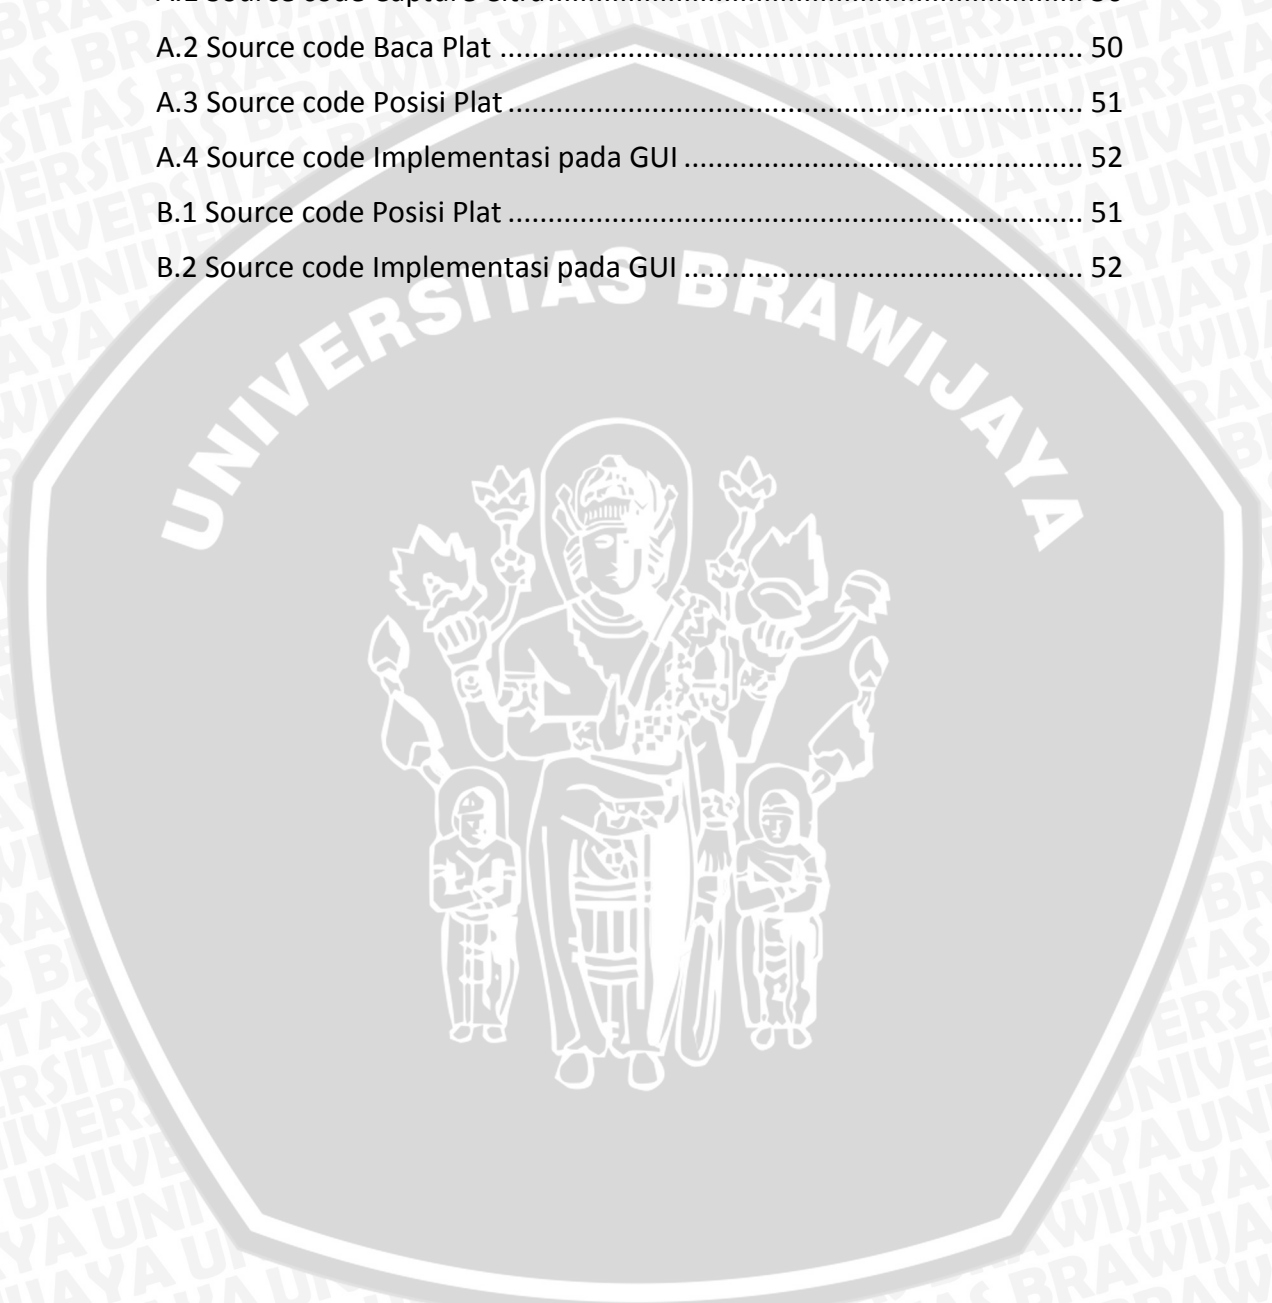 A.2 Source code Baca Plat ........................................................................ 50
A.3 Source code Posisi Plat ....................................................................... 51
A.4 Source code Implementasi pada GUI ................................................. 52
B.1 Source code Posisi Plat ....................................................................... 51
B.2 Source code Implementasi pada GUI ................................................. 52
UNIVERSITAS BRAWIJAYA